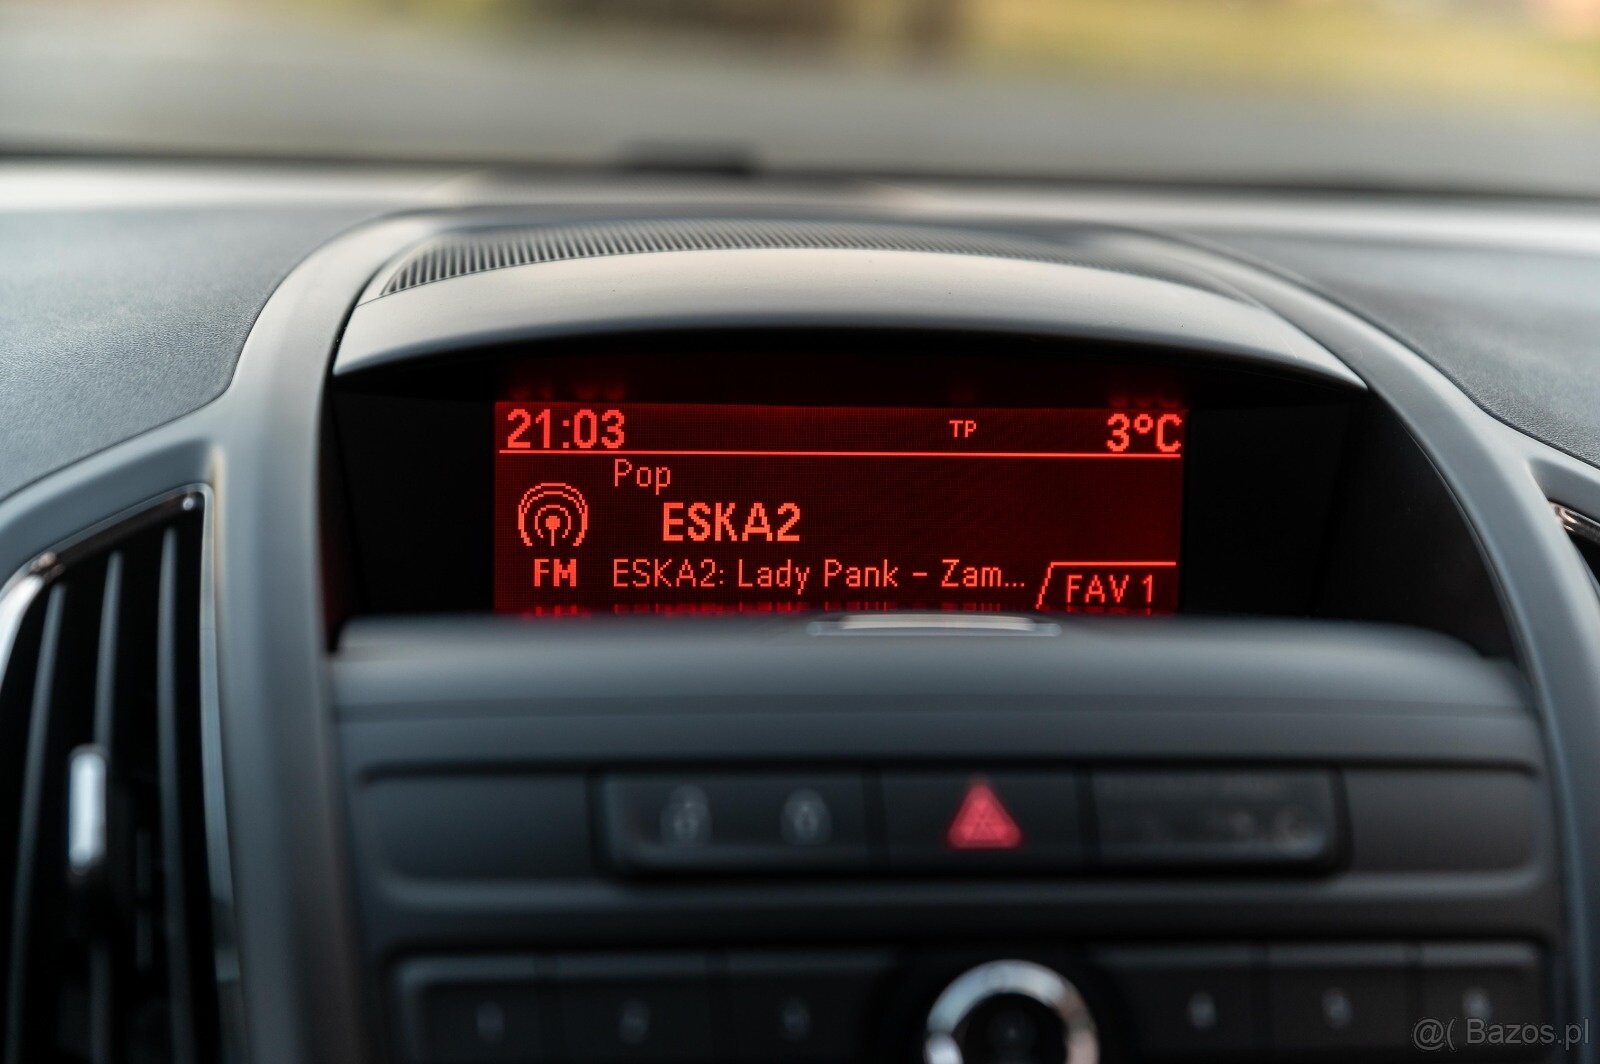 21:03 TP 3°C
Pop
ESKA2
FM ESKA2: Lady Pank - Zam... FAV 1
@( Bazos.pl